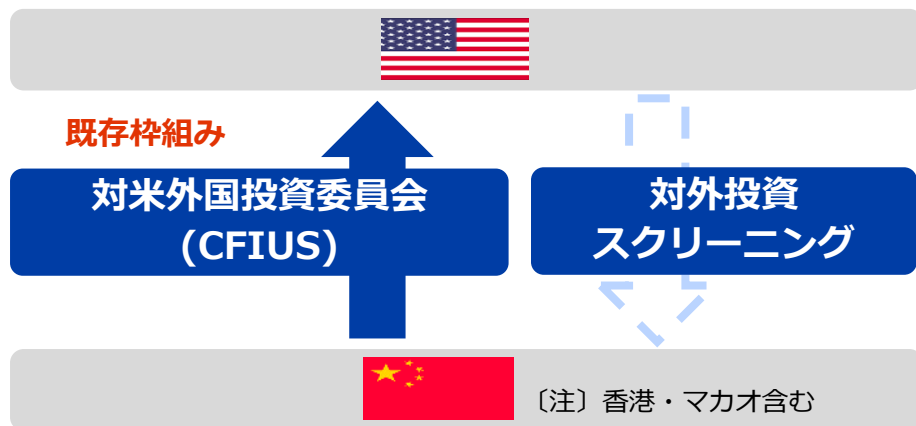 既存枠組み
対米外国投資委員会
(CFIUS)
対外投資
スクリーニング
〔注〕香港・マカオ含む